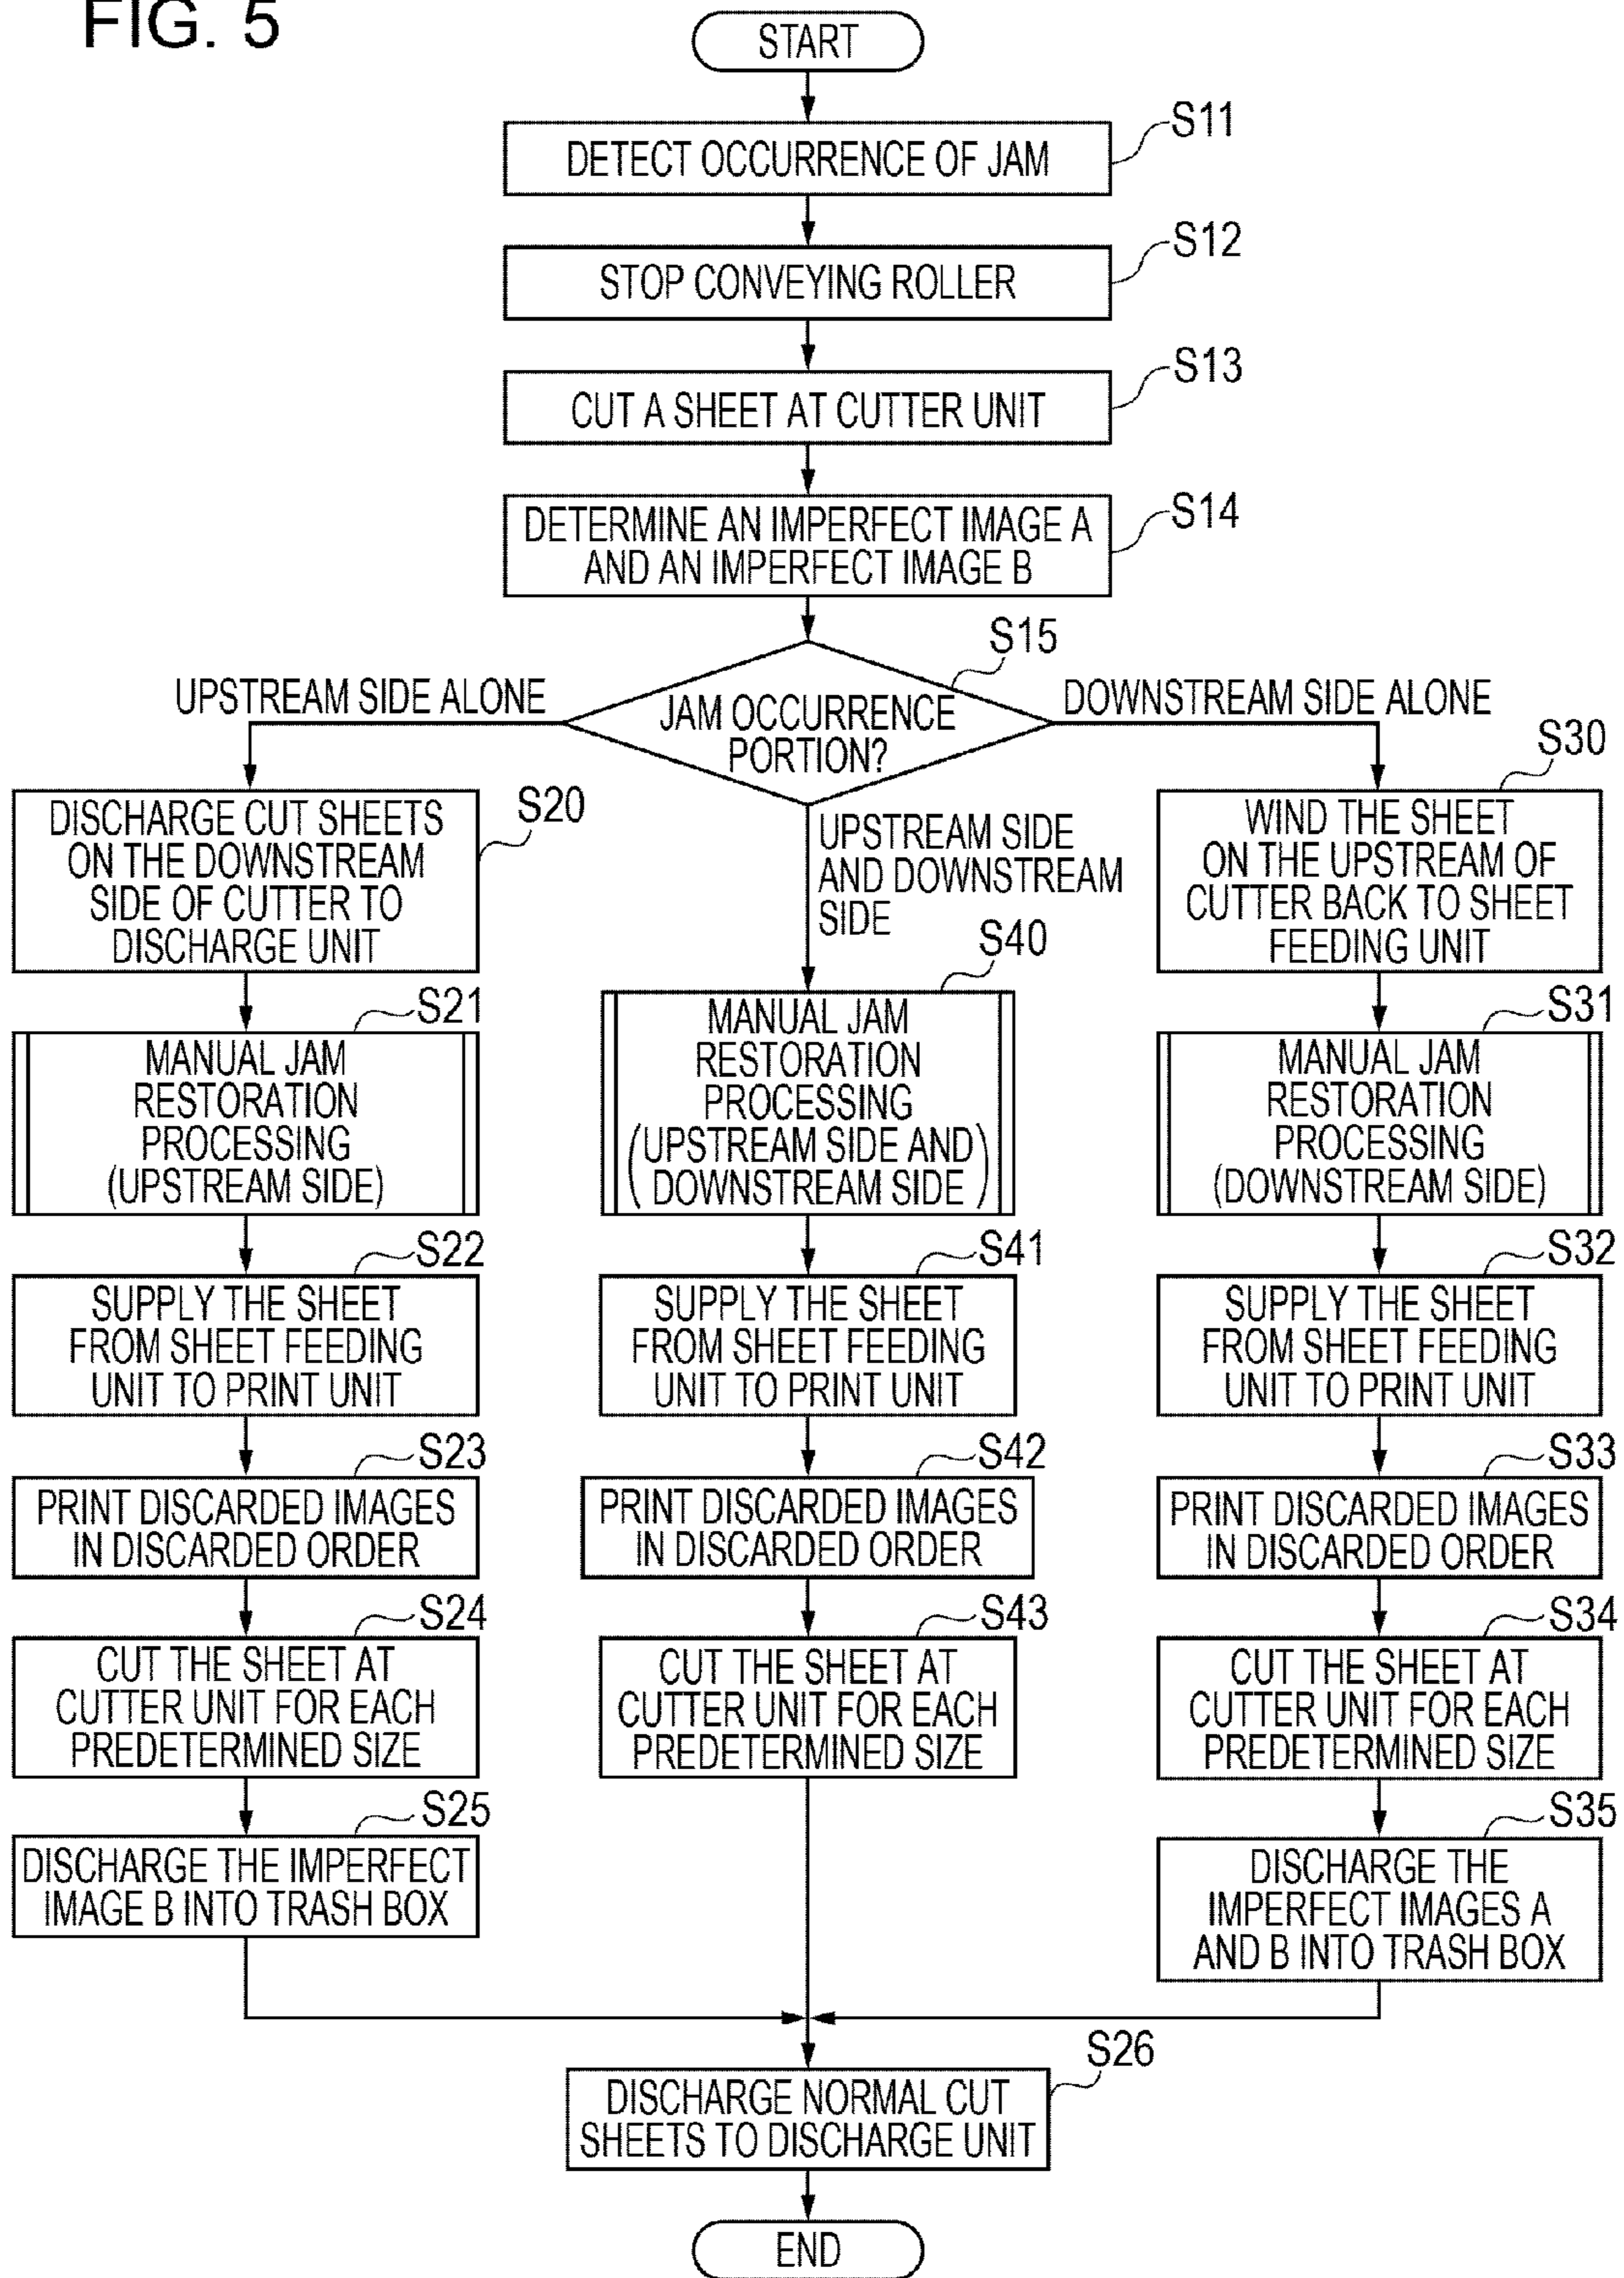 FIG. 5
START
DETECT OCCURRENCE OF JAM
S11
STOP CONVEYING ROLLER
S12
CUT A SHEET AT CUTTER UNIT
S13
DETERMINE AN IMPERFECT IMAGE A
AND AN IMPERFECT IMAGE B
S14
JAM OCCURRENCE
PORTION?
S15
UPSTREAM SIDE ALONE
DISCHARGE CUT SHEETS
ON THE DOWNSTREAM
SIDE OF CUTTER TO
DISCHARGE UNIT
S20
MANUAL JAM
RESTORATION
PROCESSING
(UPSTREAM SIDE)
S21
SUPPLY THE SHEET
FROM SHEET FEEDING
UNIT TO PRINT UNIT
S22
PRINT DISCARDED IMAGES
IN DISCARDED ORDER
S23
CUT THE SHEET AT
CUTTER UNIT FOR EACH
PREDETERMINED SIZE
S24
DISCHARGE THE IMPERFECT
IMAGE B INTO TRASH BOX
S25
UPSTREAM SIDE
AND DOWNSTREAM
SIDE
MANUAL JAM
RESTORATION
PROCESSING
(UPSTREAM SIDE AND
DOWNSTREAM SIDE)
S40
SUPPLY THE SHEET
FROM SHEET FEEDING
UNIT TO PRINT UNIT
S41
PRINT DISCARDED IMAGES
IN DISCARDED ORDER
S42
CUT THE SHEET AT
CUTTER UNIT FOR EACH
PREDETERMINED SIZE
S43
DOWNSTREAM SIDE ALONE
WIND THE SHEET
ON THE UPSTREAM OF
CUTTER BACK TO SHEET
FEEDING UNIT
S30
MANUAL JAM
RESTORATION
PROCESSING
(DOWNSTREAM SIDE)
S31
SUPPLY THE SHEET
FROM SHEET FEEDING
UNIT TO PRINT UNIT
S32
PRINT DISCARDED IMAGES
IN DISCARDED ORDER
S33
CUT THE SHEET AT
CUTTER UNIT FOR EACH
PREDETERMINED SIZE
S34
DISCHARGE THE
IMPERFECT IMAGES A
AND B INTO TRASH BOX
S35
DISCHARGE NORMAL CUT
SHEETS TO DISCHARGE UNIT
S26
END